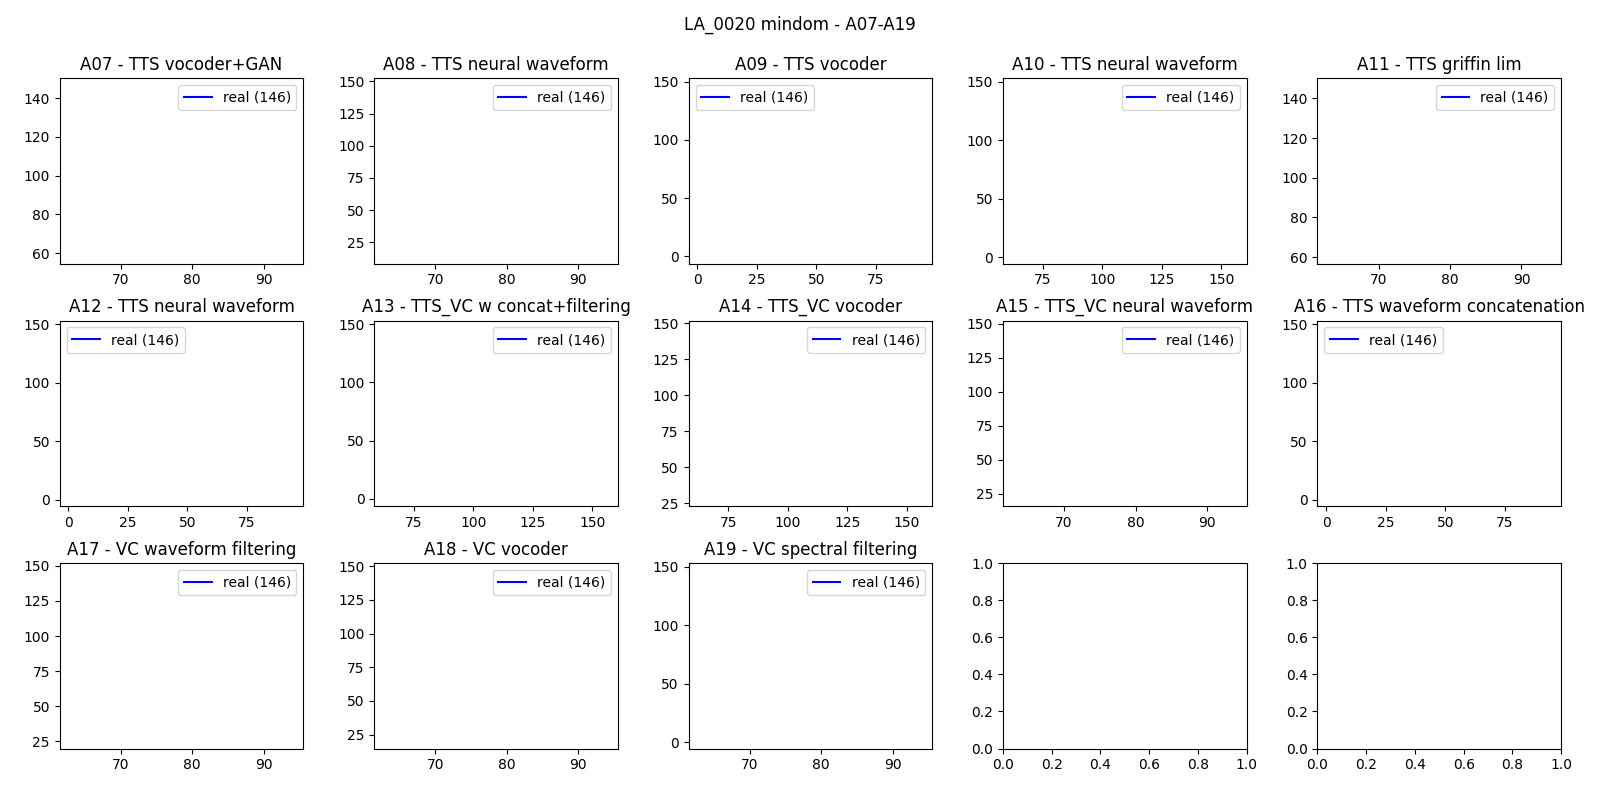 LA_0020 mindom - A07-A19
A07 - TTS vocoder+GAN
A08 - TTS neural waveform
A09 - TTS vocoder
A10 - TTS neural waveform
A11 - TTS griffin lim
real (146)
real (146)
real (146)
real (146)
real (146)
140
120
100
80
60
70 80 90
150
125
100
75
50
25
70 80 90
150
100
50
0
0 25 50 75
150
100
50
0
75 100 125 150
140
120
100
80
60
70 80 90
A12 - TTS neural waveform
A13 - TTS_VC w concat+filtering
A14 - TTS_VC vocoder
A15 - TTS_VC neural waveform
A16 - TTS waveform concatenation
real (146)
real (146)
real (146)
real (146)
real (146)
150
100
50
0
0 25 50 75
150
100
50
0
75 100 125 150
150
125
100
75
50
25
75 100 125 150
150
125
100
75
50
25
70 80 90
150
100
50
0
0 25 50 75
A17 - VC waveform filtering
A18 - VC vocoder
A19 - VC spectral filtering
real (146)
real (146)
real (146)
150
125
100
75
50
25
70 80 90
150
125
100
75
50
25
70 80 90
150
100
50
0
70 80 90
1.0
0.8
0.6
0.4
0.2
0.0
0.0 0.2 0.4 0.6 0.8 1.0
1.0
0.8
0.6
0.4
0.2
0.0
0.0 0.2 0.4 0.6 0.8 1.0